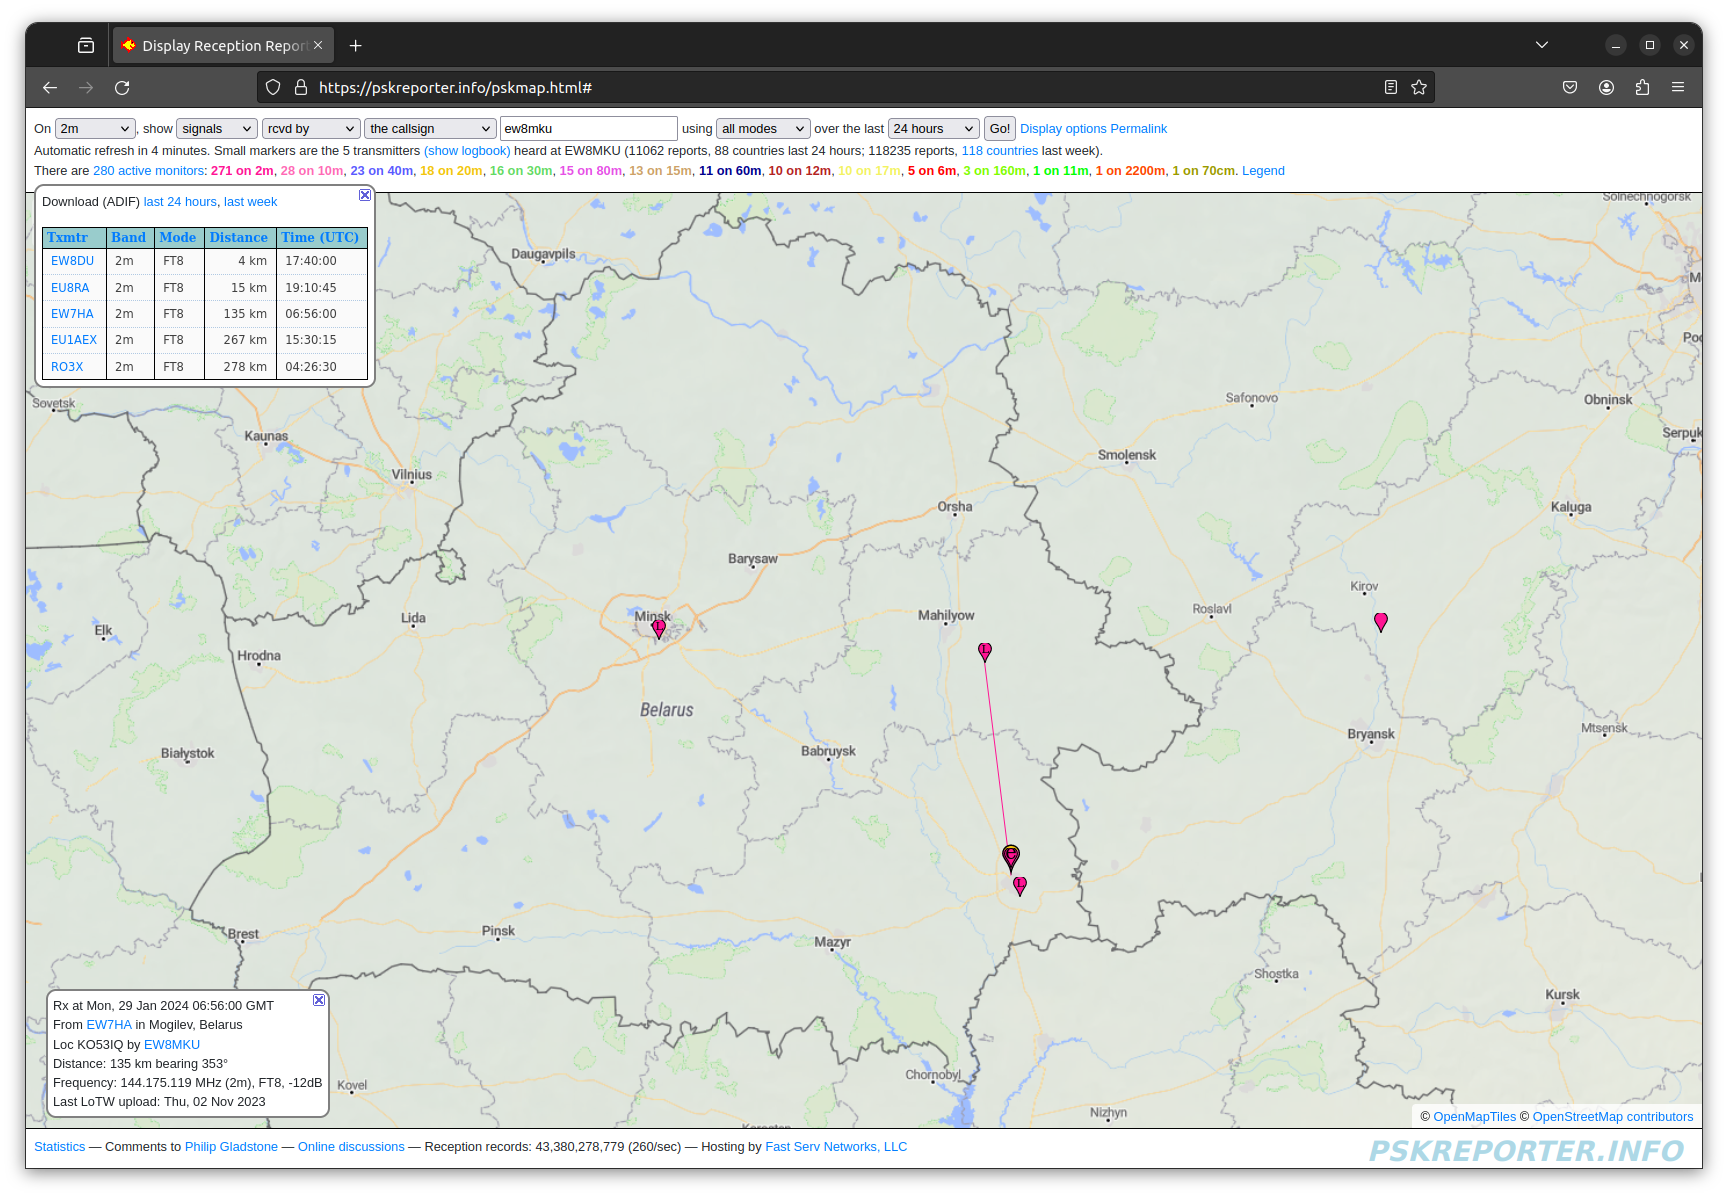 Display Reception Repor
https://pskreporter.info/pskmap.html#
On 2m, show signals rcvd by the callsign ew8mku using all modes over the last 24 hours Go! Display options Permalink
Automatic refresh in 4 minutes. Small markers are the 5 transmitters (show logbook) heard at EW8MKU (11062 reports, 88 countries last 24 hours; 118235 reports, 118 countries last week).
There are 280 active monitors: 271 on 2m, 28 on 10m, 23 on 40m, 18 on 20m, 16 on 30m, 15 on 80m, 13 on 15m, 11 on 60m, 10 on 12m, 10 on 17m, 5 on 6m, 3 on 160m, 1 on 11m, 1 on 2200m, 1 on 70cm. Legend
Download (ADIF) last 24 hours, last week
Txmtr Band Mode Distance Time (UTC)
EW8DU 2m FT8 4 km 17:40:00
EU8RA 2m FT8 15 km 19:10:45
EW7HA 2m FT8 135 km 06:56:00
EU1AEX 2m FT8 267 km 15:30:15
RO3X 2m FT8 278 km 04:26:30
Solnechnogorsk
Daugavpils
M
Poc
Sovetsk
Safonovo
Obninsk
Kaunas
Serpuk
Vilnius
Smolensk
Orsha
Kaluga
Barysaw
Kirov
Lida
Minsk
Mahilyow
Roslavl
Elk
Hrodna
L
L
Belarus
Mtsensk
Białystok
Babruysk
Bryansk
L
Brest
Pinsk
Mazyr
Shostka
Kursk
Rx at Mon, 29 Jan 2024 06:56:00 GMT
From EW7HA in Mogilev, Belarus
Loc KO53IQ by EW8MKU
Distance: 135 km bearing 353°
Frequency: 144.175.119 MHz (2m), FT8, -12dB
Last LoTW upload: Thu, 02 Nov 2023
Kovel
Chornobyl
Nizhyn
Korosten
© OpenMapTiles © OpenStreetMap contributors
Statistics — Comments to Philip Gladstone — Online discussions — Reception records: 43,380,278,779 (260/sec) — Hosting by Fast Serv Networks, LLC
PSKREPORTER.INFO